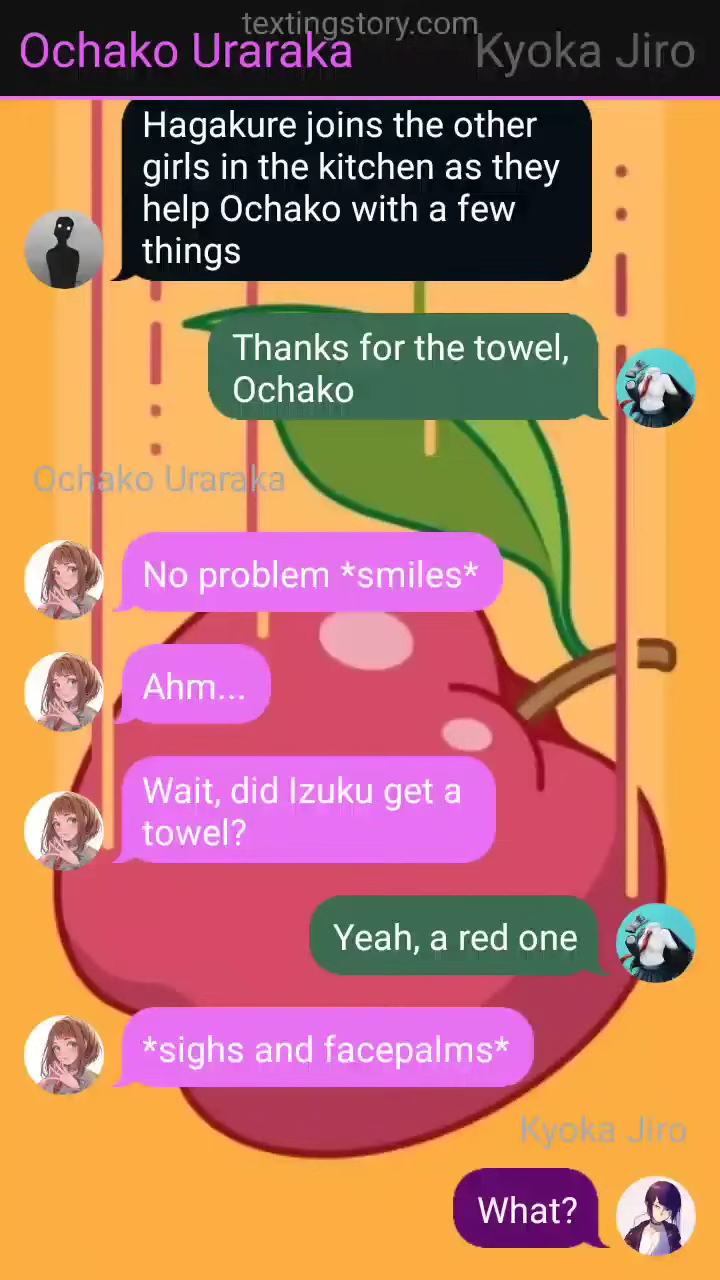 textingstory.com
Ochako Uraraka
Kyoka Jiro
Hagakure joins the other
girls in the kitchen as they
help Ochako with a few
things
Thanks for the towel,
Ochako
Ochako Uraraka
No problem *smiles*
Ahm...
Wait, did Izuku get a
towel?
Yeah, a red one
*sighs and facepalms*
Kyoka Jiro
What?